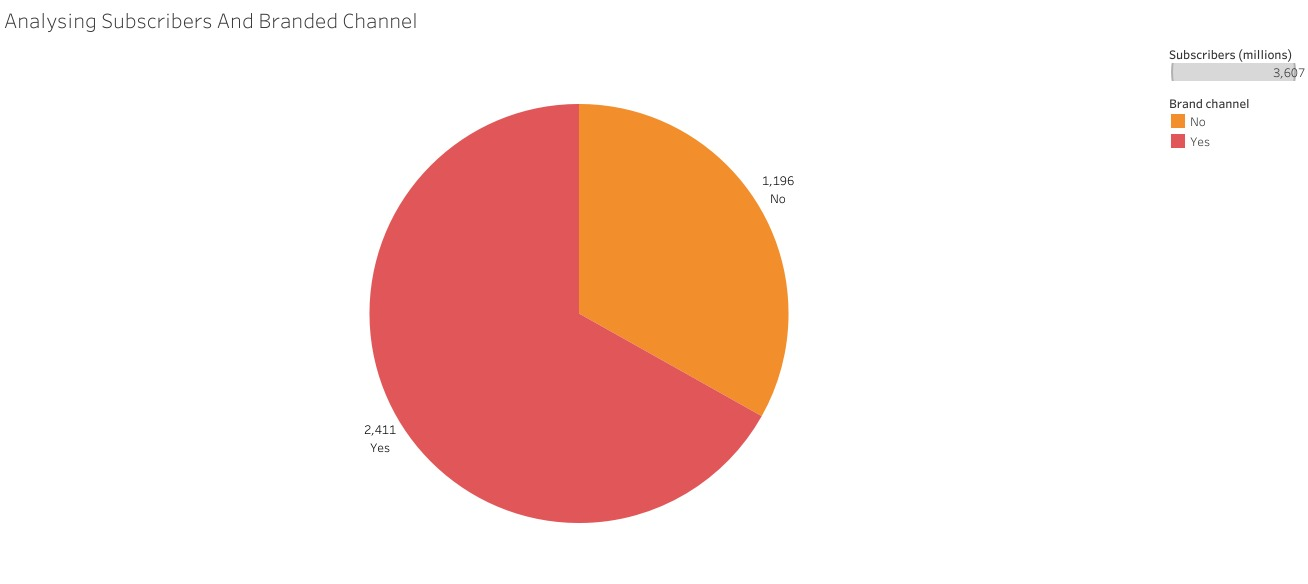 Analysing Subscribers And Branded Channel
Subscribers (millions)
3,607
Brand channel
No
Yes
1,196
No
2,411
Yes